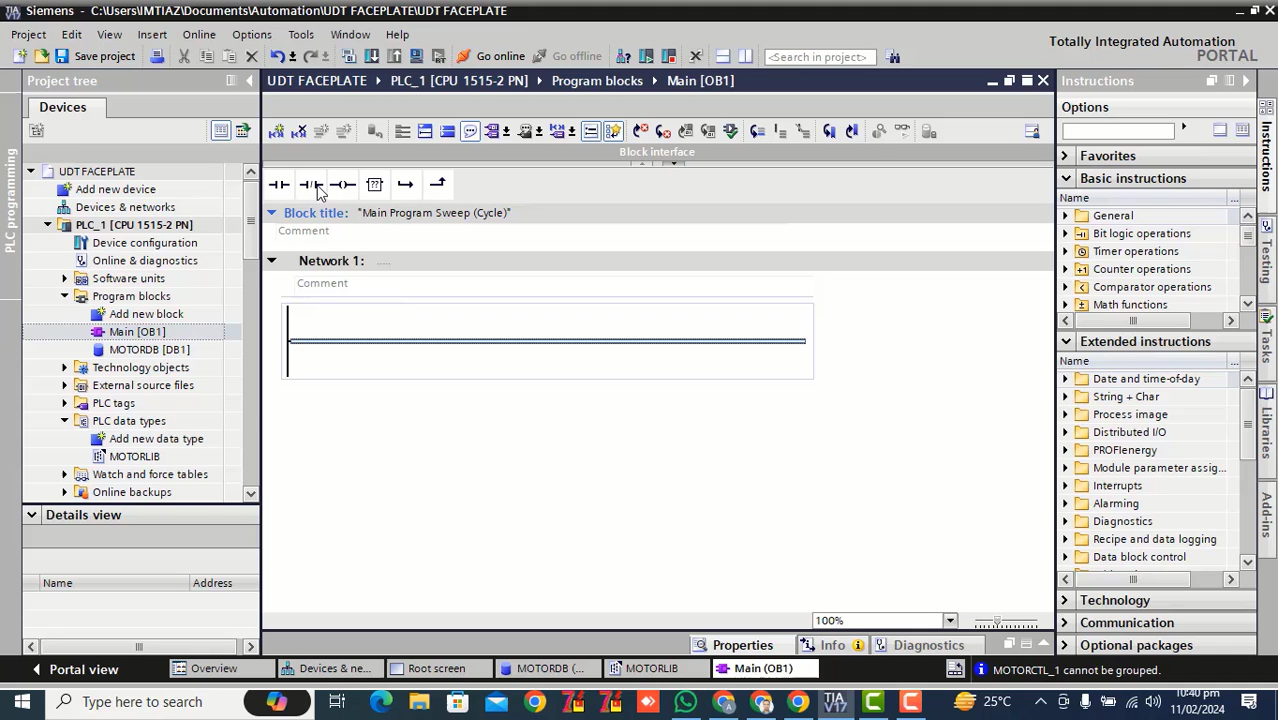 Siemens - C:\Users\IMTIAZ\Documents\Automation\UDT FACEPLATE\UDT FACEPLATE
Project Edit View Insert Online Options Tools Window Help
Totally Integrated Automation
PORTAL
Save project
Go online
Go offline
<Search in project>
Project tree
UDT FACEPLATE PLC_1 [CPU 1515-2 PN] Program blocks Main [OB1]
Instructions
Devices
Options
PLC programming
Block interface
Favorites
Basic instructions
Name
...
General
Bit logic operations
Timer operations
Counter operations
Comparator operations
Math functions
Extended instructions
Name
...
Date and time-of-day
String + Char
Process image
Distributed I/O
PROFIenergy
Module parameter assig...
Interrupts
Alarming
Diagnostics
Recipe and data logging
Data block control
Technology
Communication
Optional packages
Instructions
Testing
Tasks
Libraries
Add-ins
UDT FACEPLATE
Add new device
Devices & networks
PLC_1 [CPU 1515-2 PN]
Device configuration
Online & diagnostics
Software units
Program blocks
Add new block
Main [OB1]
MOTORDB [DB1]
Technology objects
External source files
PLC tags
PLC data types
Add new data type
MOTORLIB
Watch and force tables
Online backups
??
Block title: "Main Program Sweep (Cycle)"
Comment
Network 1: .....
Comment
100%
Details view
Name Address
Properties Info Diagnostics
Portal view
Overview
Devices & ne...
Root screen
MOTORDB (...
MOTORLIB
Main (OB1)
MOTORCTL_1 cannot be grouped.
Type here to search
25°C
10:40 pm
11/02/2024